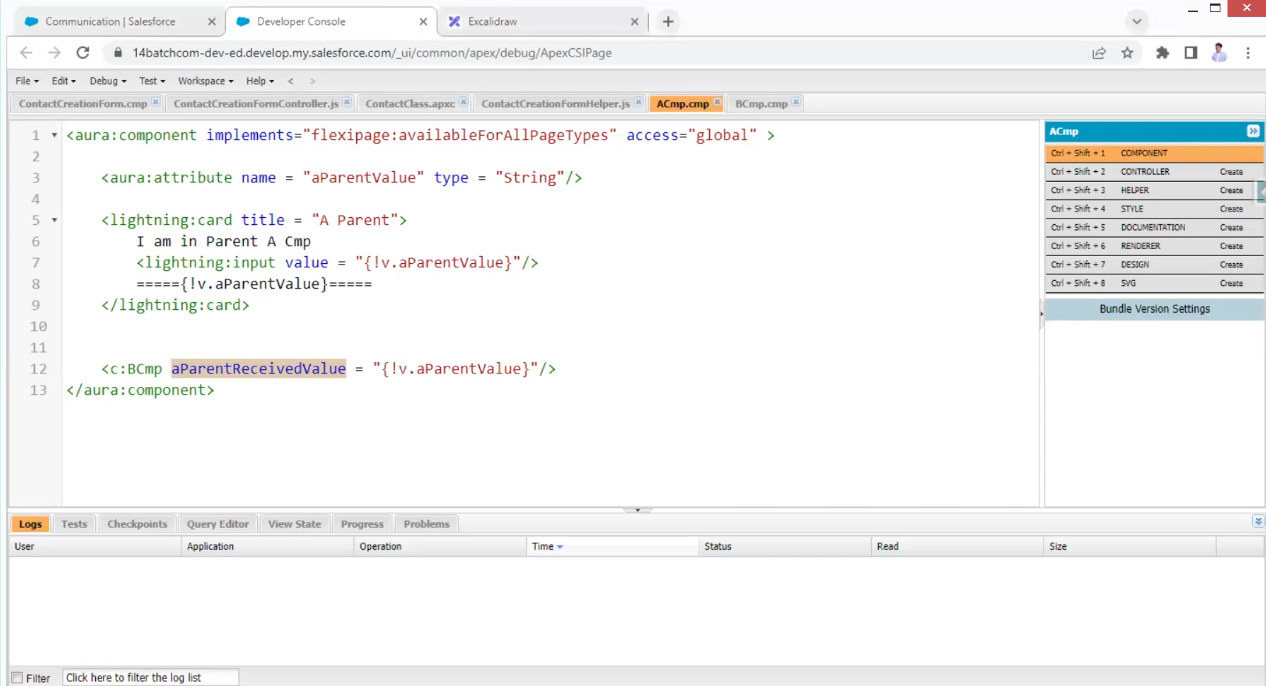 Communication | Salesforce
Developer Console
Excalidraw
14batchcom-dev-ed.develop.my.salesforce.com/_ui/common/apex/debug/ApexCSIPage
File Edit Debug Test Workspace Help < >
ContactCreationForm.cmp ContactCreationFormController.js ContactClass.apxc ContactCreationFormHelper.js ACmp.cmp BCmp.cmp
1 <aura:component implements="flexipage:availableForAllPageTypes" access="global" >
2
3 <aura:attribute name = "aParentValue" type = "String"/>
4
5 <lightning:card title = "A Parent">
6 I am in Parent A Cmp
7 <lightning:input value = "{!v.aParentValue}"/>
8 ====={!v.aParentValue}=====
9 </lightning:card>
10
11
12 <c:BCmp aParentReceivedValue = "{!v.aParentValue}"/>
13 </aura:component>
ACmp
Ctrl + Shift + 1 COMPONENT
Ctrl + Shift + 2 CONTROLLER Create
Ctrl + Shift + 3 HELPER Create
Ctrl + Shift + 4 STYLE Create
Ctrl + Shift + 5 DOCUMENTATION Create
Ctrl + Shift + 6 RENDERER Create
Ctrl + Shift + 7 DESIGN Create
Ctrl + Shift + 8 SVG Create
Bundle Version Settings
Logs Tests Checkpoints Query Editor View State Progress Problems
User Application Operation Time Status Read Size
Filter Click here to filter the log list